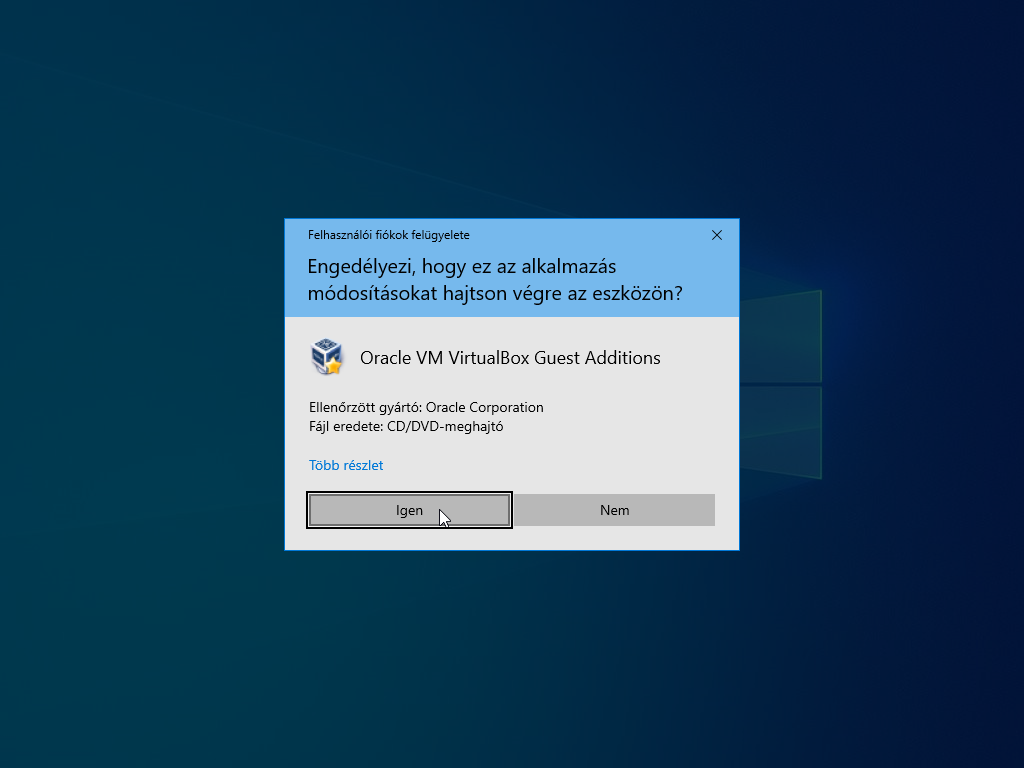 Felhasználói fiókok felügyelete
Engedélyezi, hogy ez az alkalmazás
módosításokat hajtson végre az eszközön?
Oracle VM VirtualBox Guest Additions
Ellenőrzött gyártó: Oracle Corporation
Fájl eredete: CD/DVD-meghajtó
Több részlet
Igen
Nem